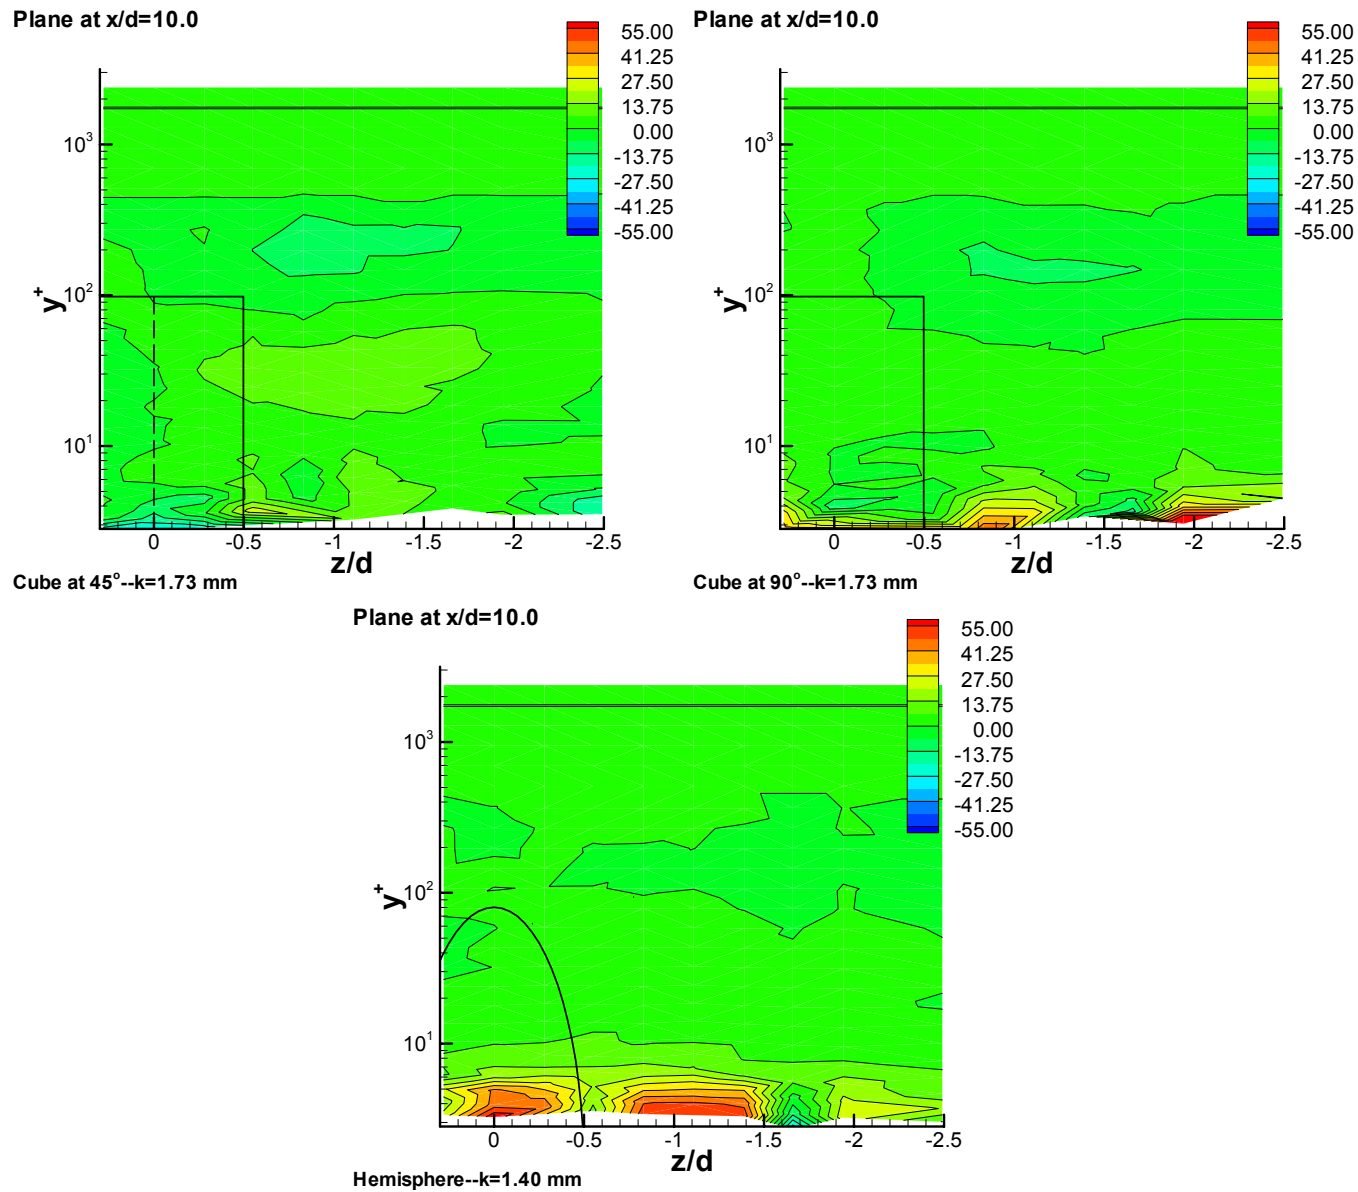 Plane at x/d=10.0
55.00
41.25
27.50
13.75
0.00
-13.75
-27.50
-41.25
-55.00
10³
10²
10¹
y⁺
0 -0.5 -1 -1.5 -2 -2.5
z/d
Cube at 45°--k=1.73 mm
Plane at x/d=10.0
55.00
41.25
27.50
13.75
0.00
-13.75
-27.50
-41.25
-55.00
10³
10²
10¹
y⁺
0 -0.5 -1 -1.5 -2 -2.5
z/d
Cube at 90°--k=1.73 mm
Plane at x/d=10.0
55.00
41.25
27.50
13.75
0.00
-13.75
-27.50
-41.25
-55.00
10³
10²
10¹
y⁺
0 -0.5 -1 -1.5 -2 -2.5
z/d
Hemisphere--k=1.40 mm